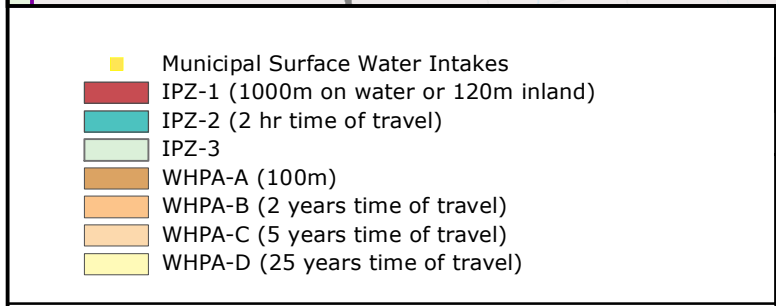 Municipal Surface Water Intakes
IPZ-1 (1000m on water or 120m inland)
IPZ-2 (2 hr time of travel)
IPZ-3
WHPA-A (100m)
WHPA-B (2 years time of travel)
WHPA-C (5 years time of travel)
WHPA-D (25 years time of travel)